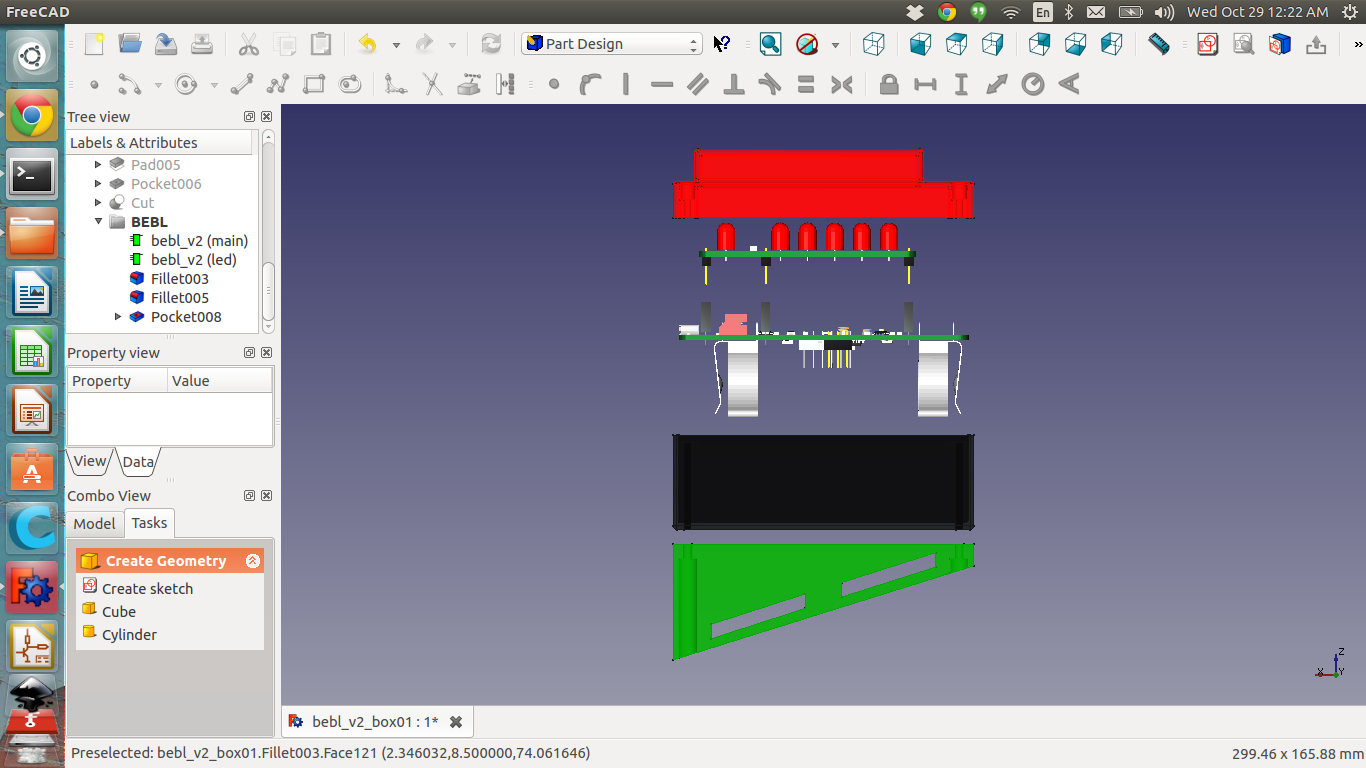 FreeCAD
En
Wed Oct 29 12:22 AM
Part Design
»
Tree view
Labels & Attributes
Pad005
Pocket006
Cut
BEBL
bebl_v2 (main)
bebl_v2 (led)
Fillet003
Fillet005
Pocket008
Property view
Property Value
View Data
Combo View
Model Tasks
Create Geometry
Create sketch
Cube
Cylinder
Z
X Y
bebl_v2_box01 : 1*
Preselected: bebl_v2_box01.Fillet003.Face121 (2.346032,8.500000,74.061646)
299.46 x 165.88 mm